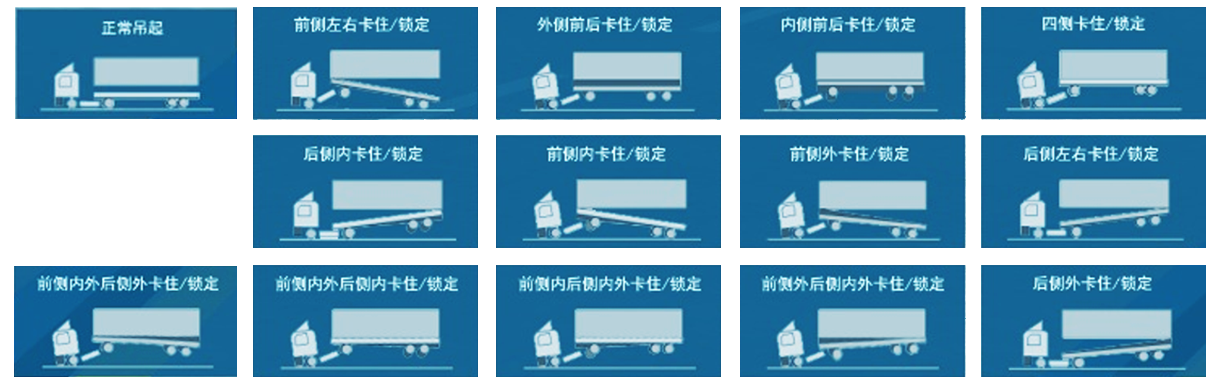 正常吊起
前侧左右卡住/锁定
外侧前后卡住/锁定
内侧前后卡住/锁定
四侧卡住/锁定
后侧内卡住/锁定
前侧内卡住/锁定
前侧外卡住/锁定
后侧左右卡住/锁定
前侧内外后侧外卡住/锁定
前侧内外后侧内卡住/锁定
前侧内后侧内外卡住/锁定
前侧外后侧内外卡住/锁定
后侧外卡住/锁定